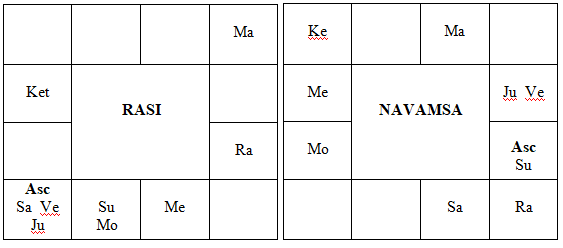 Ma
Ket
RASI
Ra
Asc
Sa Ve
Ju
Su
Mo
Me
Ke
Ma
Me
NAVAMSA
Ju Ve
Mo
Asc
Su
Sa
Ra